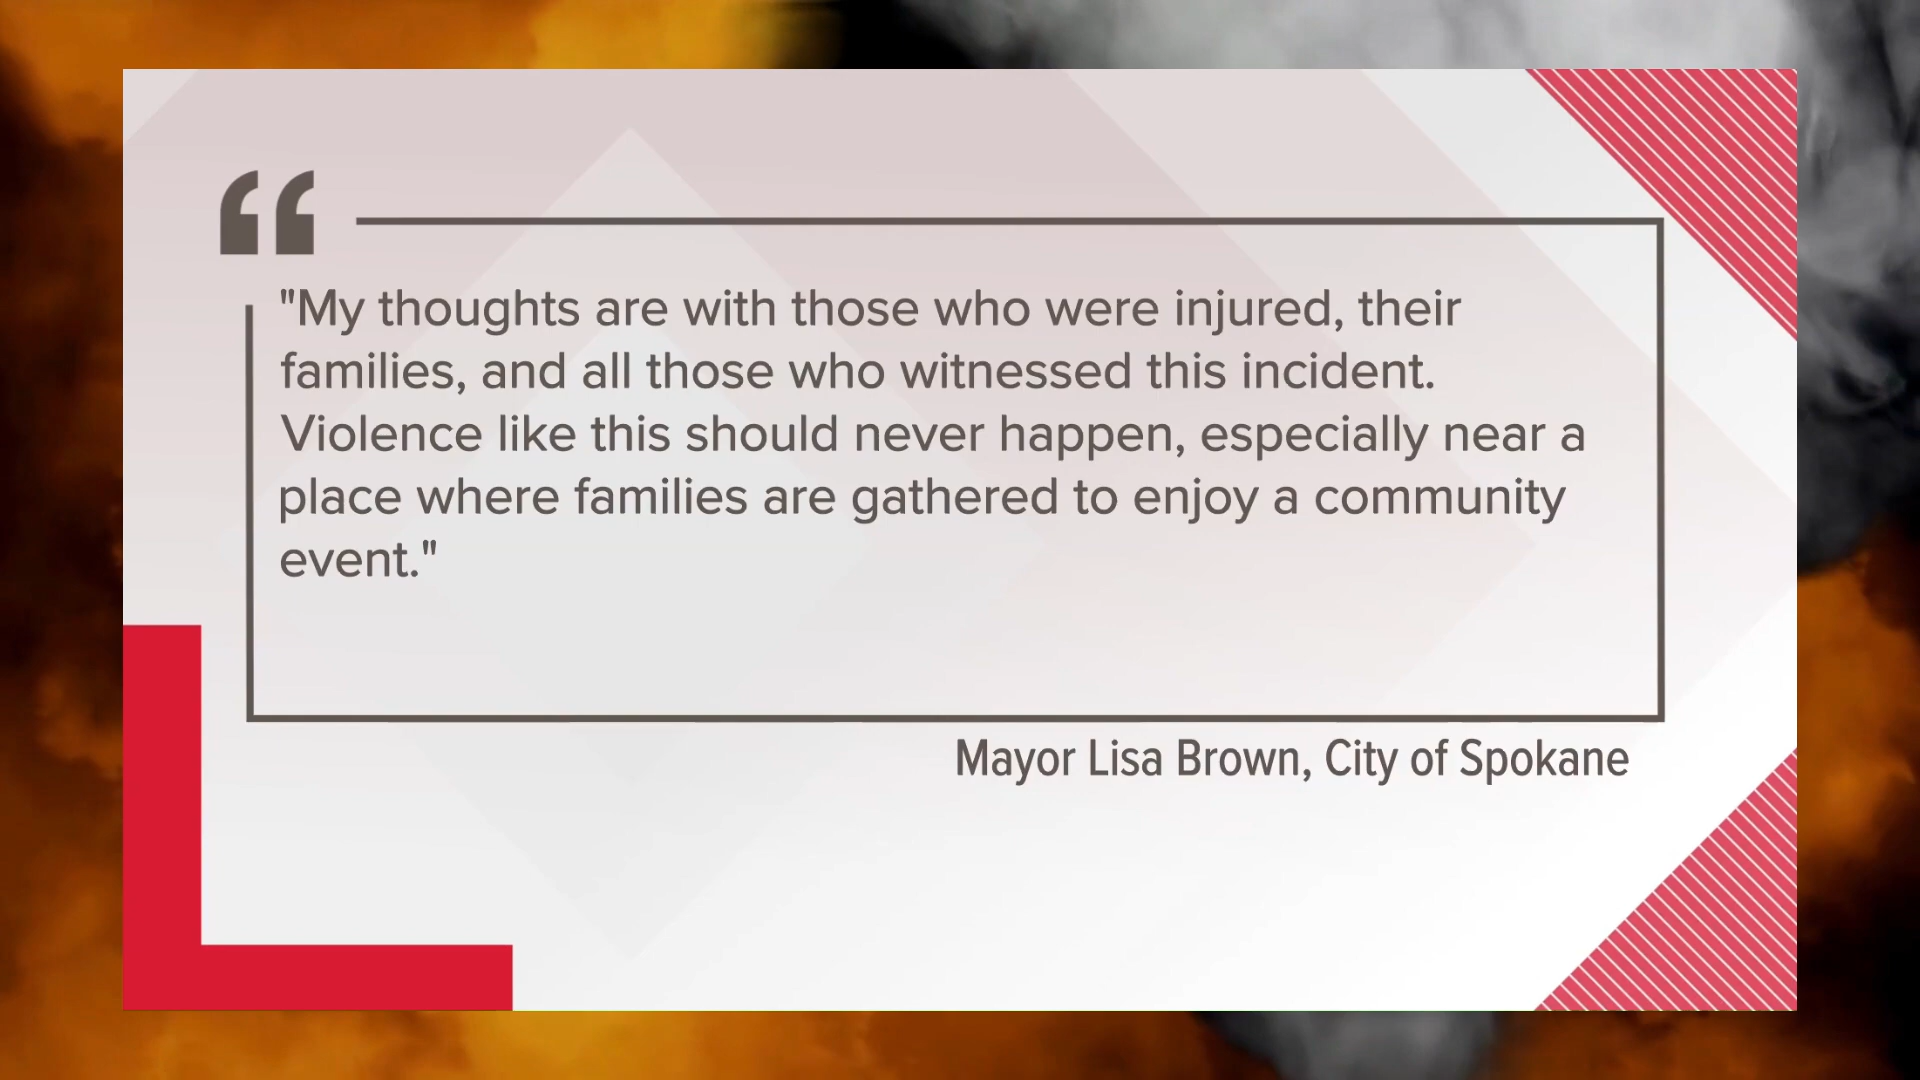 "My thoughts are with those who were injured, their
families, and all those who witnessed this incident.
Violence like this should never happen, especially near a
place where families are gathered to enjoy a community
event."
Mayor Lisa Brown, City of Spokane